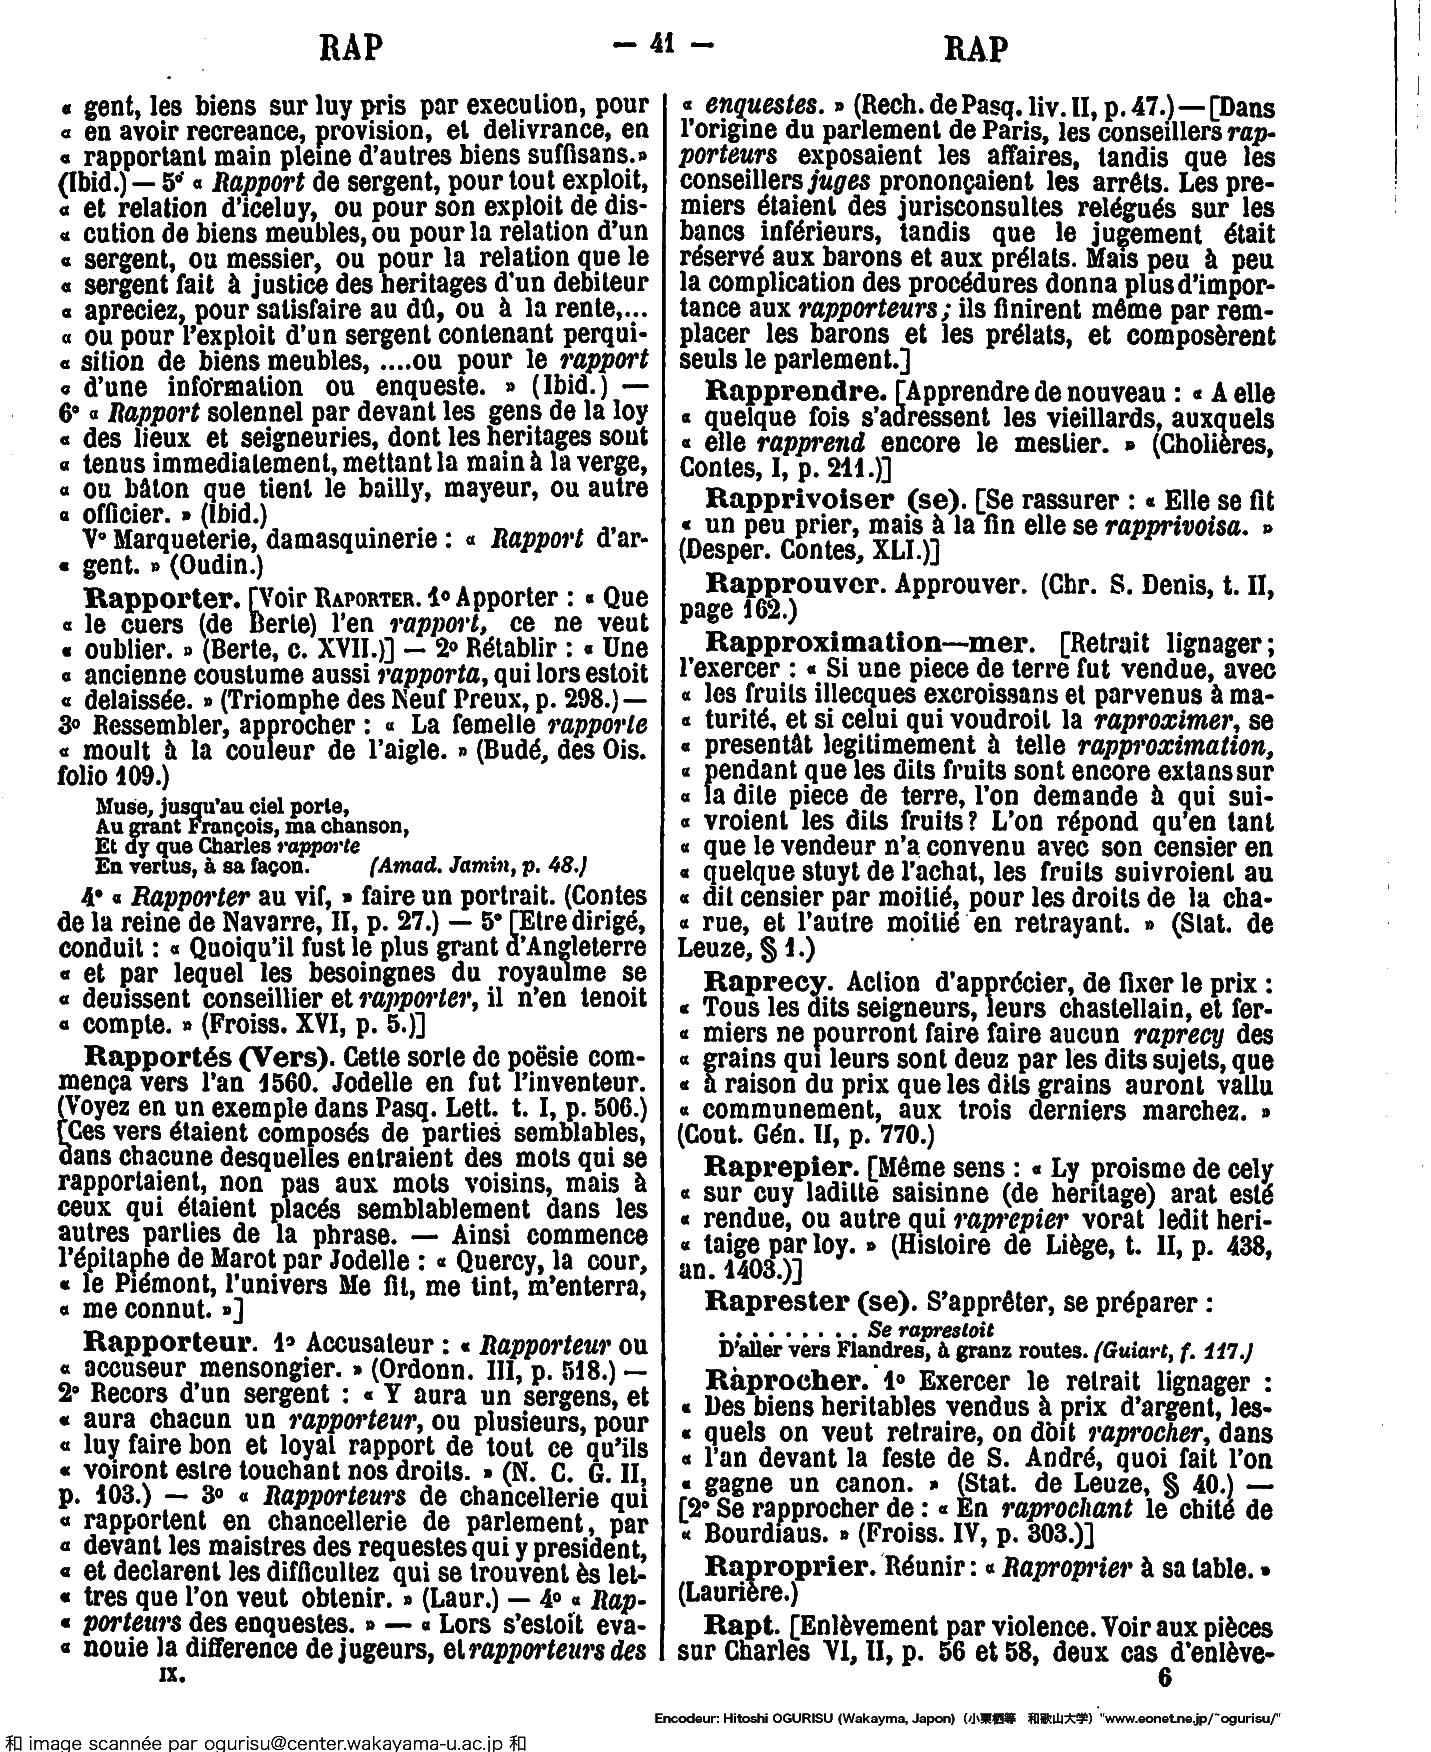 RAP — 41 — RAP
« gent, les biens sur luy pris par execution, pour
« en avoir recreance, provision, et delivrance, en
« rapportant main pleine d'autres biens suffisans.»
(Ibid.) — 5° « Rapport de sergent, pour tout exploit,
« et relation d'iceluy, ou pour son exploit de dis-
« cution de biens meubles, ou pour la relation d'un
« sergent, ou messier, ou pour la relation que le
« sergent fait à justice des heritages d'un debiteur
« apreciez, pour satisfaire au dû, ou à la rente,...
« ou pour l'exploit d'un sergent contenant perqui-
« sition de biens meubles, ....ou pour le rapport
« d'une information ou enqueste. » (Ibid.) —
6° « Rapport solennel par devant les gens de la loy
« des lieux et seigneuries, dont les heritages sont
« tenus immediatement, mettant la main à la verge,
« ou bâton que tient le bailly, mayeur, ou autre
« officier. » (Ibid.)
V° Marqueterie, damasquinerie : « Rapport d'ar-
« gent. » (Oudin.)
Rapporter. [Voir RAPORTER. 1° Apporter : « Que
« le cuers (de Berte) l'en rapport, ce ne veut
« oublier. » (Berte, c. XVII.)] — 2° Rétablir : « Une
« ancienne coustume aussi rapporta, qui lors estoit
« delaissée. » (Triomphe des Neuf Preux, p. 298.) —
3° Ressembler, approcher : « La femelle rapporte
« moult à la couleur de l'aigle. » (Budé, des Ois.
folio 109.)
Muse, jusqu'au ciel porte,
Au grant François, ma chanson,
Et dy que Charles rapporte
En vertus, à sa façon. (Amad. Jamin, p. 48.)
4° « Rapporter au vif, » faire un portrait. (Contes
de la reine de Navarre, II, p. 27.) — 5° [Etre dirigé,
conduit : « Quoiqu'il fust le plus grant d'Angleterre
« et par lequel les besoingnes du royaulme se
« deuissent conseillier et rapporter, il n'en tenoit
« compte. » (Froiss. XVI, p. 5.)]
Rapportés (Vers). Cette sorte de poësie com-
mença vers l'an 1560. Jodelle en fut l'inventeur.
(Voyez en un exemple dans Pasq. Lett. t. I, p. 506.)
[Ces vers étaient composés de parties semblables,
dans chacune desquelles entraient des mots qui se
rapportaient, non pas aux mots voisins, mais à
ceux qui étaient placés semblablement dans les
autres parties de la phrase. — Ainsi commence
l'épitaphe de Marot par Jodelle : « Quercy, la cour,
« le Piémont, l'univers Me fit, me tint, m'enterra,
« me connut. »]
Rapporteur. 1° Accusateur : « Rapporteur ou
« accuseur mensongier. » (Ordonn. III, p. 518.) —
2° Recors d'un sergent : « Y aura un sergens, et
« aura chacun un rapporteur, ou plusieurs, pour
« luy faire bon et loyal rapport de tout ce qu'ils
« voiront estre touchant nos droits. » (N. C. G. II,
p. 103.) — 3° « Rapporteurs de chancellerie qui
« rapportent en chancellerie de parlement, par
« devant les maistres des requestes qui y president,
« et declarent les difficultez qui se trouvent ès let-
« tres que l'on veut obtenir. » (Laur.) — 4° « Rap-
« porteurs des enquestes. » — « Lors s'estoit eva-
« nouie la difference de jugeurs, et rapporteurs des
IX.
« enquestes. » (Rech. de Pasq. liv. II, p. 47.) — [Dans
l'origine du parlement de Paris, les conseillers rap-
porteurs exposaient les affaires, tandis que les
conseillers juges prononçaient les arrêts. Les pre-
miers étaient des jurisconsultes relégués sur les
bancs inférieurs, tandis que le jugement était
réservé aux barons et aux prélats. Mais peu à peu
la complication des procédures donna plus d'impor-
tance aux rapporteurs ; ils finirent même par rem-
placer les barons et les prélats, et composèrent
seuls le parlement.]
Rapprendre. [Apprendre de nouveau : « A elle
« quelque fois s'adressent les vieillards, auxquels
« elle rapprend encore le mestier. » (Cholières,
Contes, I, p. 211.)]
Rapprivoiser (se). [Se rassurer : « Elle se fit
« un peu prier, mais à la fin elle se rapprivoisa. »
(Desper. Contes, XLI.)]
Rapprouver. Approuver. (Chr. S. Denis, t. II,
page 162.)
Rapproximation—mer. [Retrait lignager ;
l'exercer : « Si une piece de terre fut vendue, avec
« les fruits illecques excroissans et parvenus à ma-
« turité, et si celui qui voudroit la raproximer, se
« presentât legitimement à telle rapproximation,
« pendant que les dits fruits sont encore extans sur
« la dite piece de terre, l'on demande à qui sui-
« vroient les dits fruits ? L'on répond qu'en tant
« que le vendeur n'a convenu avec son censier en
« quelque stuyt de l'achat, les fruits suivroient au
« dit censier par moitié, pour les droits de la cha-
« rue, et l'autre moitié en retrayant. » (Stat. de
Leuze, § 1.)
Raprecy. Action d'apprécier, de fixer le prix :
« Tous les dits seigneurs, leurs chastellain, et fer-
« miers ne pourront faire faire aucun raprecy des
« grains qui leurs sont deuz par les dits sujets, que
« à raison du prix que les dits grains auront vallu
« communement, aux trois derniers marchez. »
(Cout. Gén. II, p. 770.)
Raprepier. [Même sens : « Ly proisme de cely
« sur cuy laditte saisinne (de heritage) arat esté
« rendue, ou autre qui raprepier vorat ledit heri-
« taige par loy. » (Histoire de Liège, t. II, p. 438,
an. 1403.)]
Raprester (se). S'apprêter, se préparer :
. . . . . . . . . Se raprestoit
D'aller vers Flandres, à granz routes. (Guiart, f. 117.)
Raprocher. 1° Exercer le retrait lignager :
« Des biens heritables vendus à prix d'argent, les-
« quels on veut retraire, on doit raprocher, dans
« l'an devant la feste de S. André, quoi fait l'on
« gagne un canon. » (Stat. de Leuze, § 40.) —
[2° Se rapprocher de : « En raprochant le chité de
« Bourdiaus. » (Froiss. IV, p. 303.)]
Raproprier. Réunir : « Raproprier à sa table. »
(Laurière.)
Rapt. [Enlèvement par violence. Voir aux pièces
sur Charles VI, II, p. 56 et 58, deux cas d'enlève-
6
Encodeur: Hitoshi OGURISU (Wakayma, Japon) (小栗栖等 和歌山大学) "www.eonet.ne.jp/~ogurisu/"
和 image scannée par ogurisu@center.wakayama-u.ac.jp 和